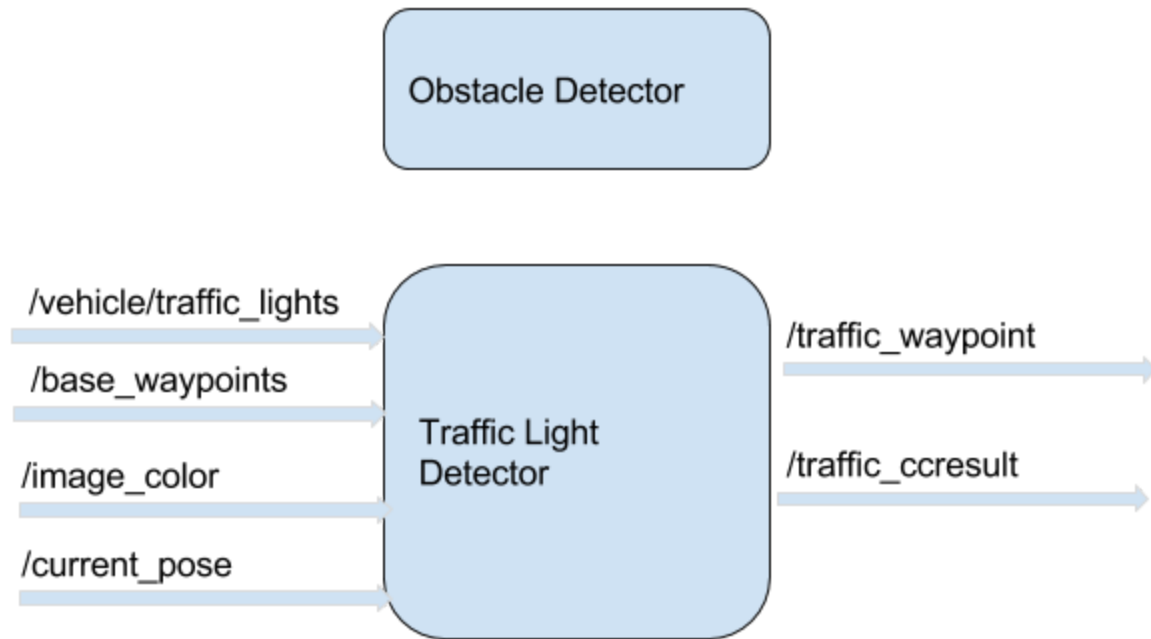 Obstacle Detector
/vehicle/traffic_lights
/base_waypoints
/image_color
/current_pose
Traffic Light
Detector
/traffic_waypoint
/traffic_ccresult